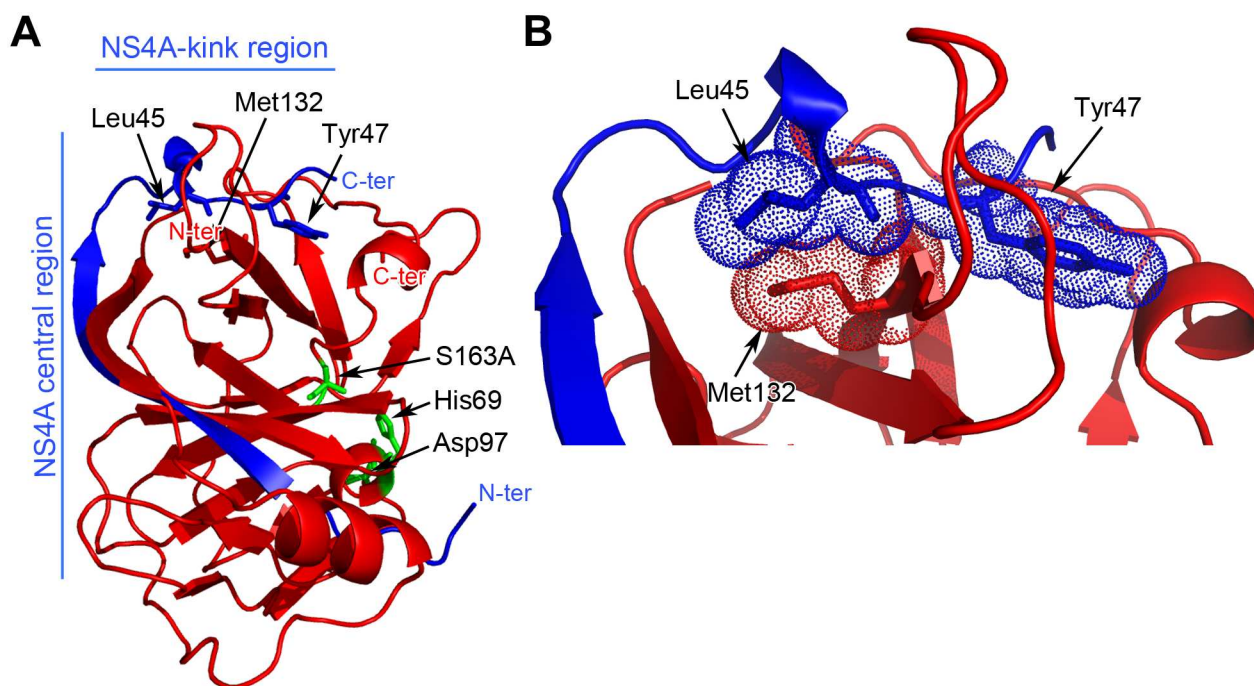 A
NS4A-kink region
Leu45
Met132
Tyr47
C-ter
N-ter
C-ter
NS4A central region
S163A
His69
Asp97
N-ter
B
Leu45
Tyr47
Met132